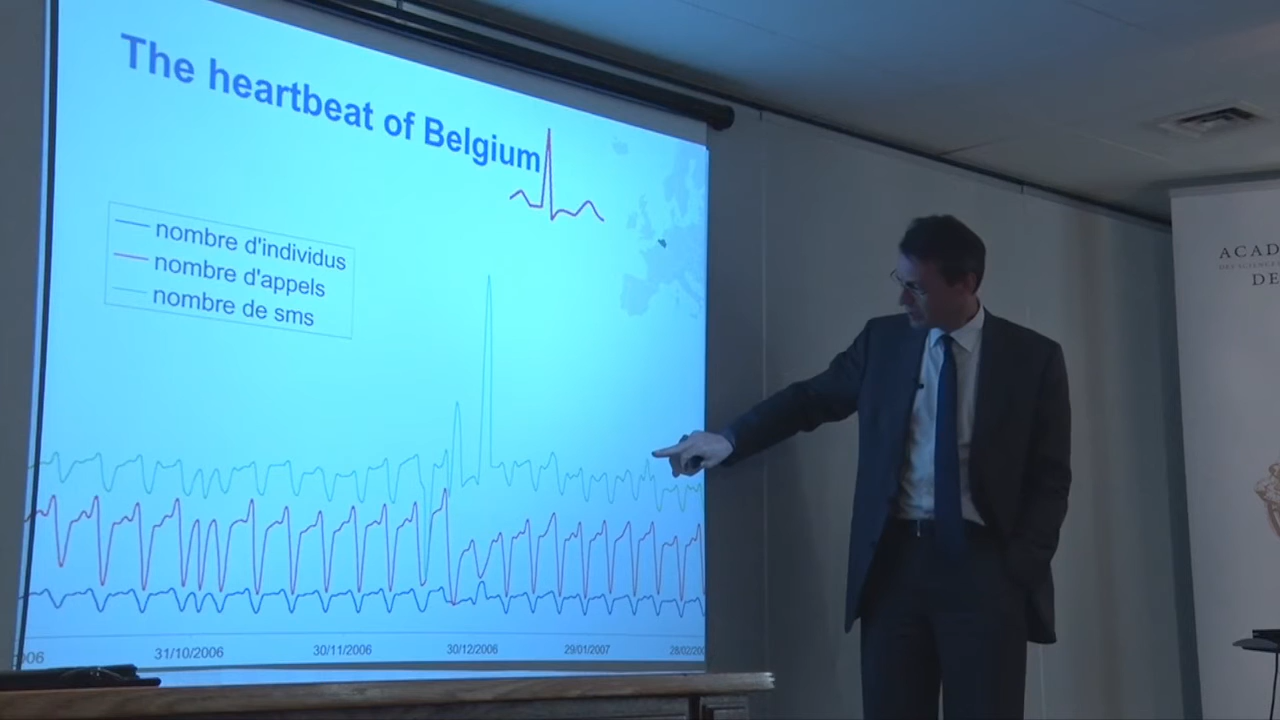 The heartbeat of Belgium
nombre d'individus
nombre d'appels
nombre de sms
31/10/2006
30/11/2006
30/12/2006
29/01/2007
ACAD
DE